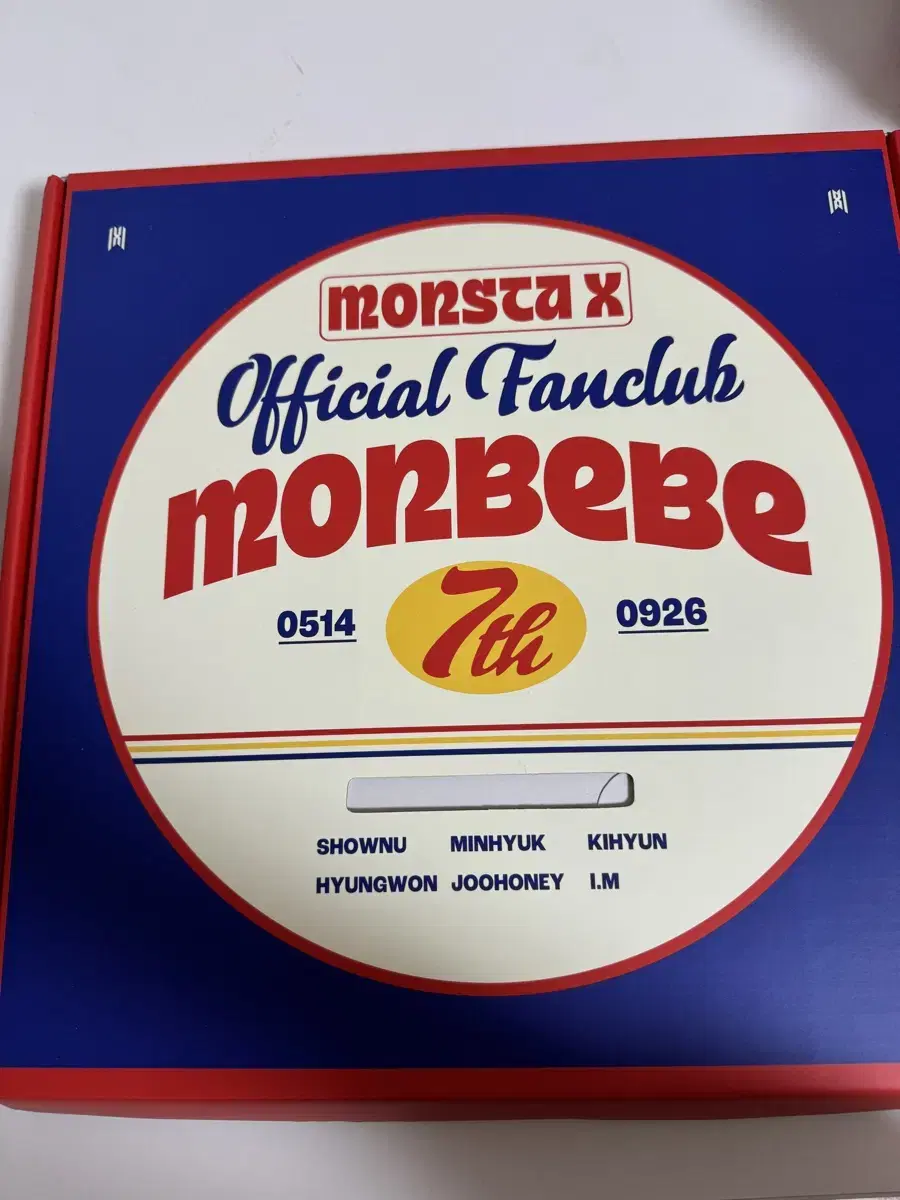 MONSTA X
Official Fanclub
MONBEBE
0514 7th 0926
SHOWNU MINHYUK KIHYUN
HYUNGWON JOOHONEY I.M